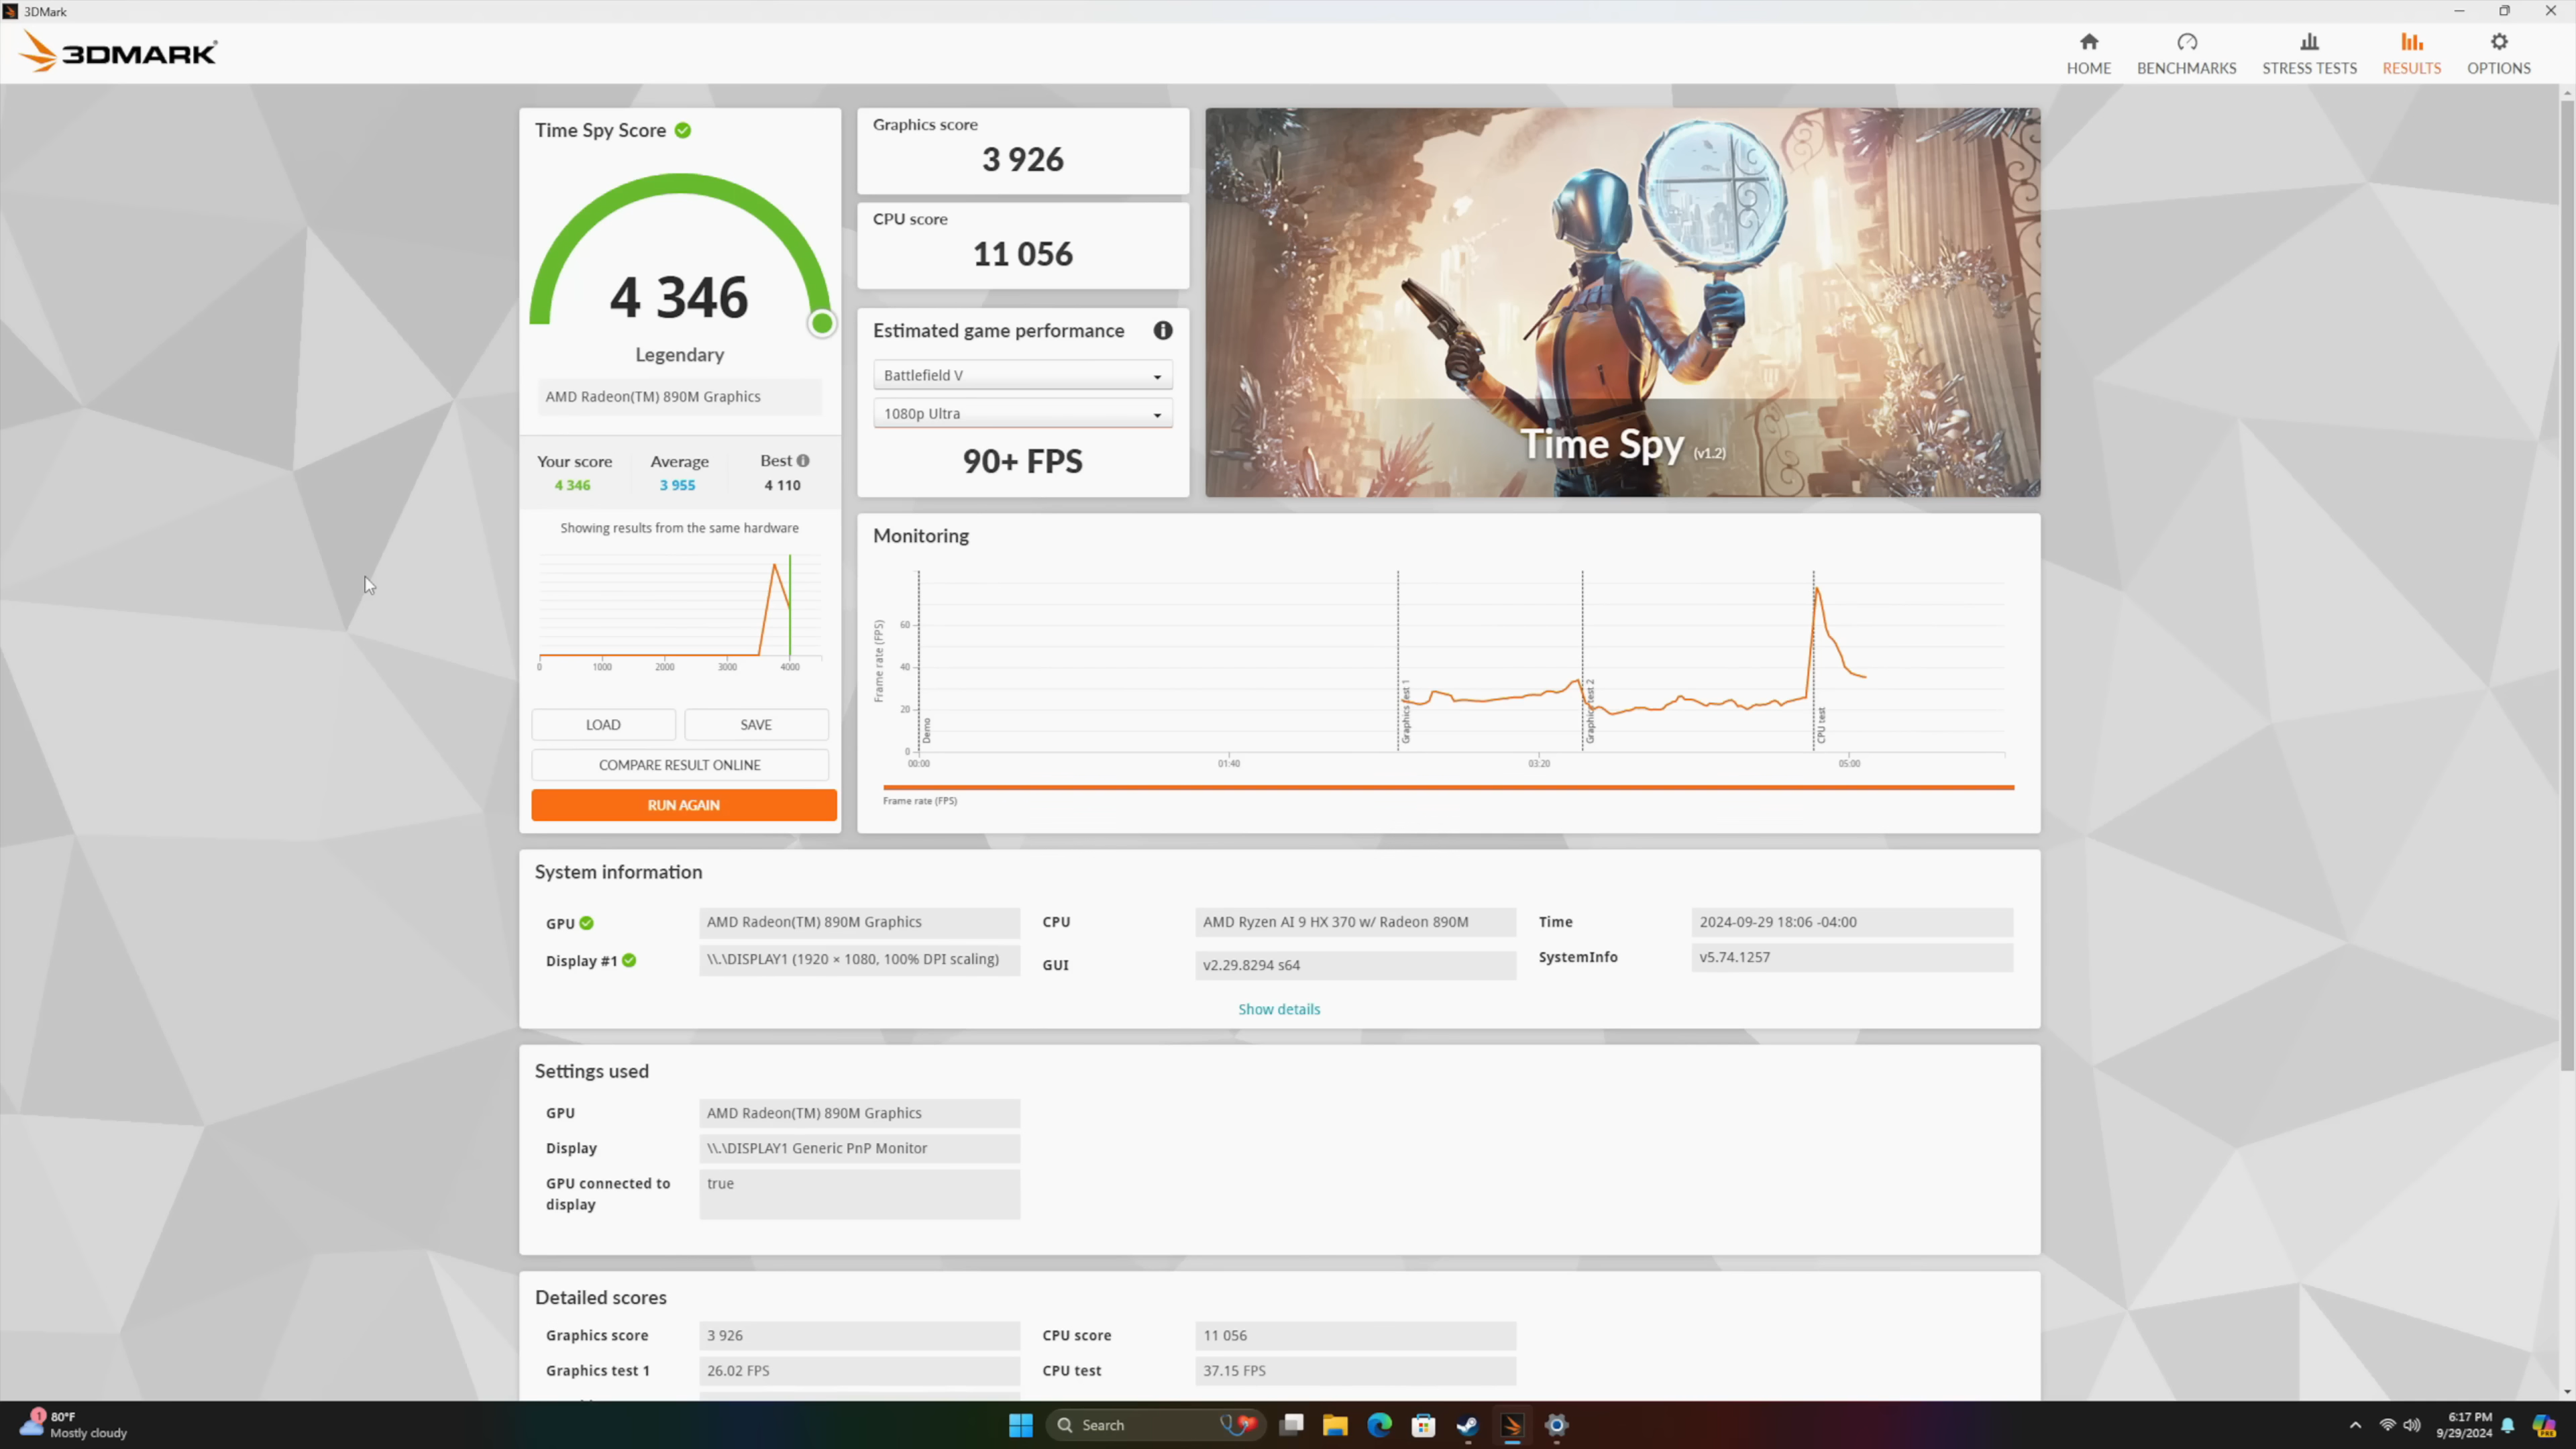 3DMark
3DMARK
HOME
BENCHMARKS
STRESS TESTS
RESULTS
OPTIONS
Time Spy Score
4 346
Legendary
AMD Radeon(TM) 890M Graphics
Your score
Average
Best
4 346
3 955
4 110
Showing results from the same hardware
0
1000
2000
3000
4000
LOAD
SAVE
COMPARE RESULT ONLINE
RUN AGAIN
Graphics score
3 926
CPU score
11 056
Estimated game performance
Battlefield V
1080p Ultra
90+ FPS
Time Spy (v1.2)
Monitoring
Frame rate (FPS)
60
40
20
0
Demo
Graphics test 1
Graphics test 2
CPU test
00:00
01:40
03:20
05:00
Frame rate (FPS)
System information
GPU
AMD Radeon(TM) 890M Graphics
CPU
AMD Ryzen AI 9 HX 370 w/ Radeon 890M
Time
2024-09-29 18:06 -04:00
Display #1
\\.\DISPLAY1 (1920 × 1080, 100% DPI scaling)
GUI
v2.29.8294 s64
SystemInfo
v5.74.1257
Show details
Settings used
GPU
AMD Radeon(TM) 890M Graphics
Display
\\.\DISPLAY1 Generic PnP Monitor
GPU connected to
display
true
Detailed scores
Graphics score
3 926
CPU score
11 056
Graphics test 1
26.02 FPS
CPU test
37.15 FPS
1
80°F
Mostly cloudy
Search
6:17 PM
9/29/2024
PRE